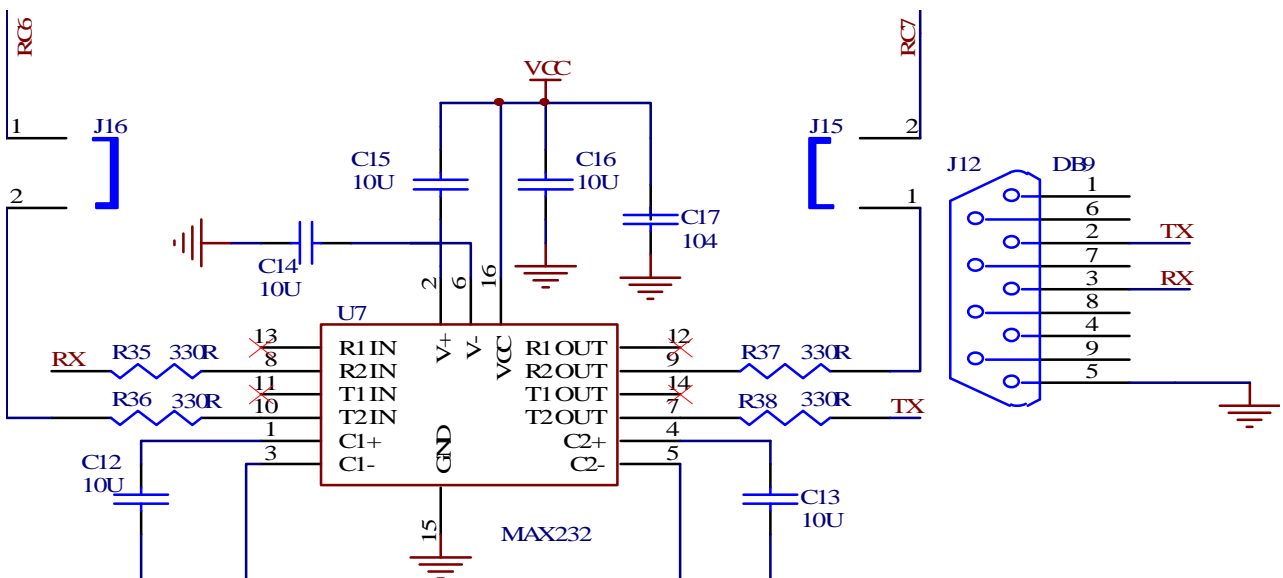 RC6
RC7
VCC
1
J16
J15
2
C15
10U
C16
10U
J12
DB9
1
2
1
6
C17
104
2
TX
C14
10U
7
2
6
16
3
RX
U7
8
13
R1IN
V+
V-
VCC
R1OUT
12
4
RX
R35
330R
8
R2IN
R2OUT
9
R37
330R
9
11
T1IN
T1OUT
14
5
R36
330R
10
T2IN
T2OUT
7
R38
330R
TX
1
C1+
GND
C2+
4
C12
10U
3
C1-
C2-
5
C13
10U
15
MAX232